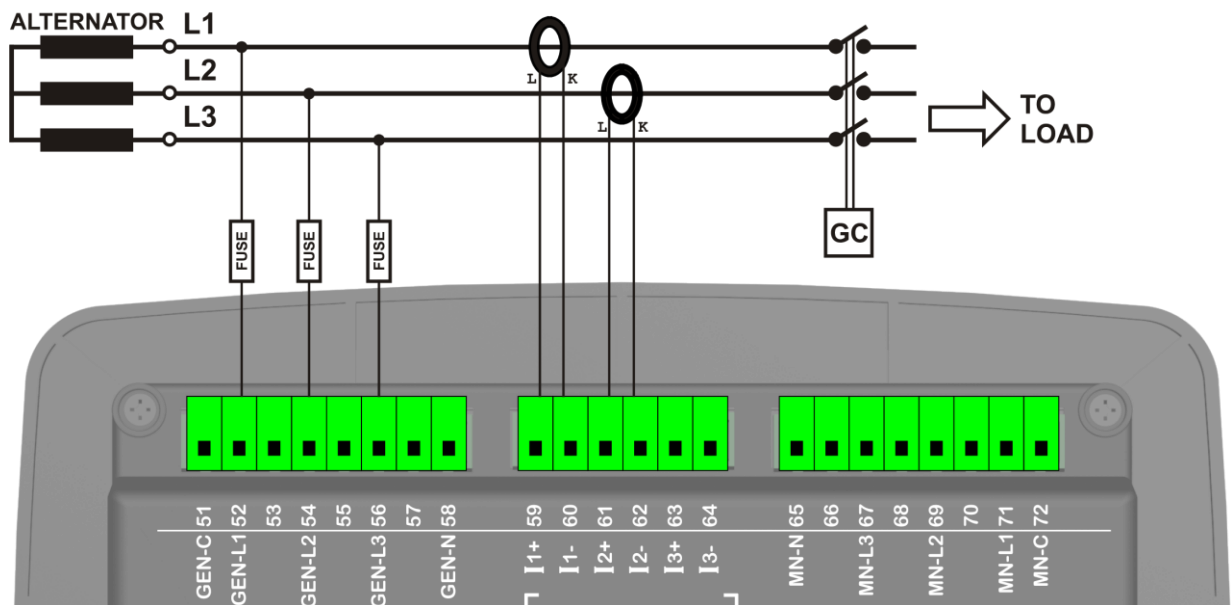 ALTERNATOR L1
L2
L3
L K
L K
TO
LOAD
FUSE
FUSE
FUSE
GC
GEN-C 51
GEN-L1 52
53
GEN-L2 54
55
GEN-L3 56
57
GEN-N 58
I1+ 59
I1- 60
I2+ 61
I2- 62
I3+ 63
I3- 64
MN-N 65
66
MN-L3 67
68
MN-L2 69
70
MN-L1 71
MN-C 72